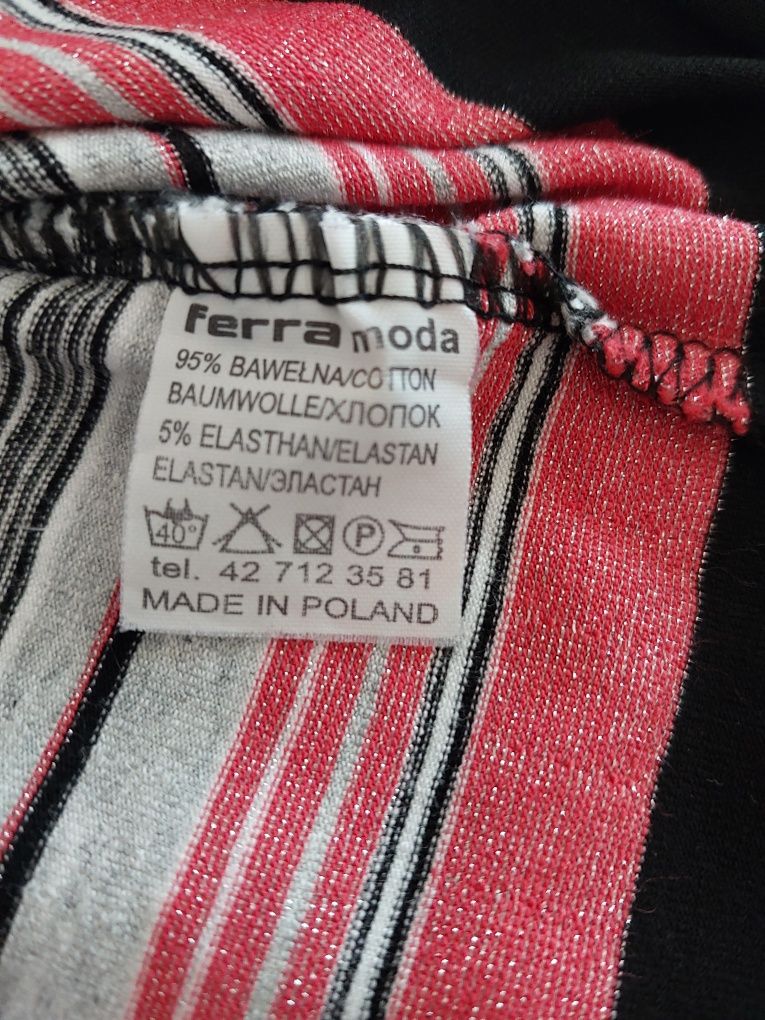 ferra moda
95% BAWEŁNA/COTTON
BAUMWOLLE/ХЛОПОК
5% ELASTHAN/ELASTAN
ELASTAN/ЭЛАСТАН
40° P
tel. 42 712 35 81
MADE IN POLAND